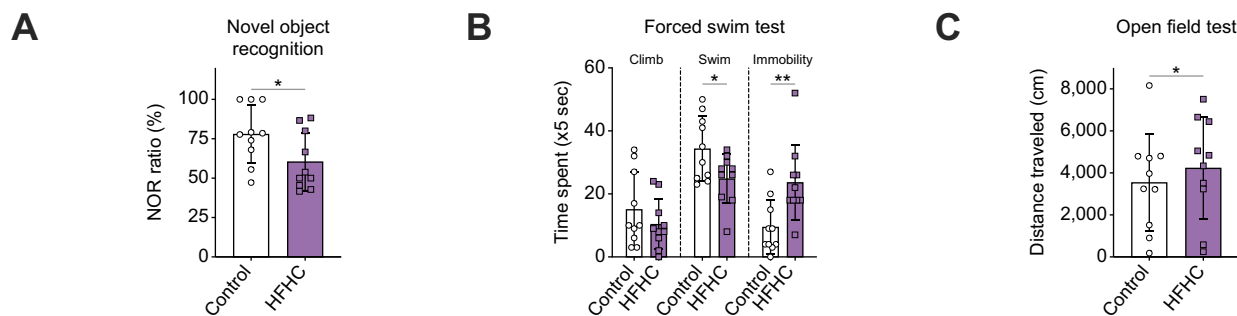 A
Novel object
recognition
*
NOR ratio (%)
100
75
50
25
0
Control
HFHC
B
Forced swim test
Climb
Swim
Immobility
*
**
Time spent (x5 sec)
60
40
20
0
Control
HFHC
Control
HFHC
Control
HFHC
C
Open field test
*
Distance traveled (cm)
8,000
6,000
4,000
2,000
0
Control
HFHC